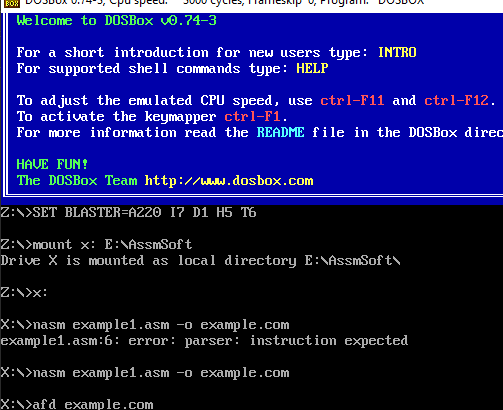 DOSBox v0.74-3, Cpu speed: 3000 cycles, Frameskip 0, Program: DOSBOX
Welcome to DOSBox v0.74-3
For a short introduction for new users type: INTRO
For supported shell commands type: HELP
To adjust the emulated CPU speed, use ctrl-F11 and ctrl-F12.
To activate the keymapper ctrl-F1.
For more information read the README file in the DOSBox direc
HAVE FUN!
The DOSBox Team http://www.dosbox.com
Z:\>SET BLASTER=A220 I7 D1 H5 T6
Z:\>mount x: E:\AssmSoft
Drive X is mounted as local directory E:\AssmSoft\
Z:\>x:
X:\>nasm example1.asm -o example.com
example1.asm:6: error: parser: instruction expected
X:\>nasm example1.asm -o example.com
X:\>afd example.com